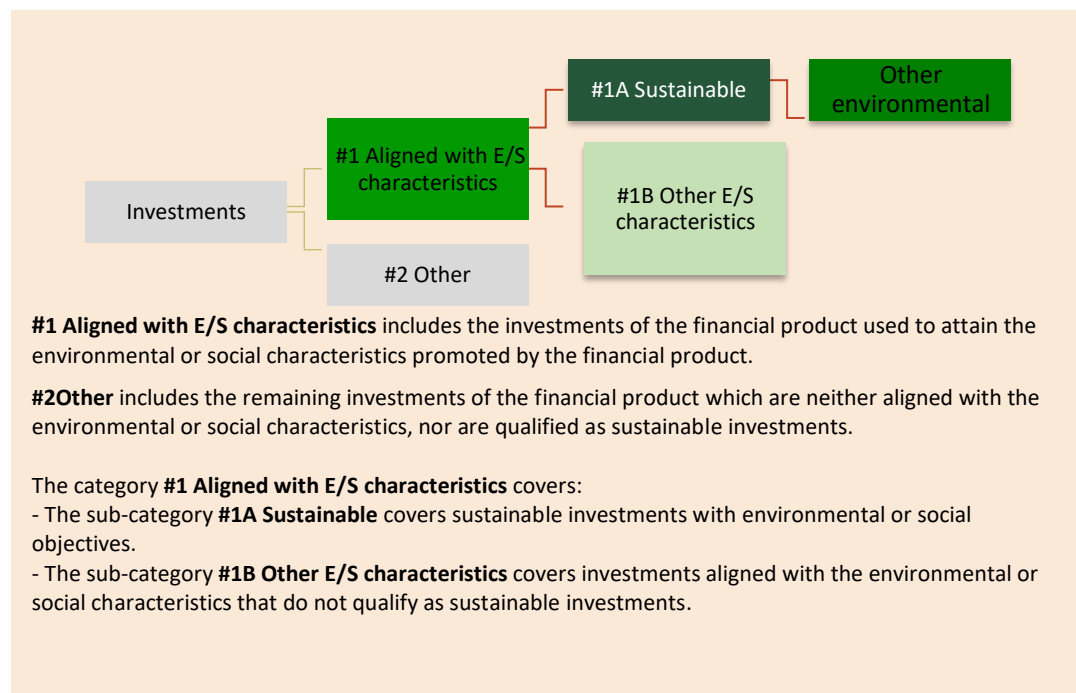 #1A Sustainable
Other
environmental
#1 Aligned with E/S
characteristics
#1B Other E/S
characteristics
Investments
#2 Other
#1 Aligned with E/S characteristics includes the investments of the financial product used to attain the
environmental or social characteristics promoted by the financial product.
#2Other includes the remaining investments of the financial product which are neither aligned with the
environmental or social characteristics, nor are qualified as sustainable investments.
The category #1 Aligned with E/S characteristics covers:
- The sub-category #1A Sustainable covers sustainable investments with environmental or social
objectives.
- The sub-category #1B Other E/S characteristics covers investments aligned with the environmental or
social characteristics that do not qualify as sustainable investments.